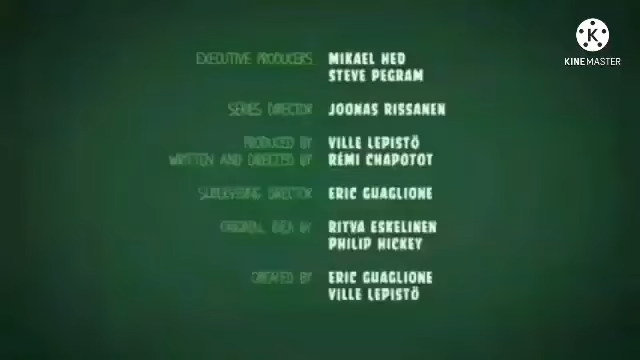 EXECUTIVE PRODUCERS MIKAEL HED
STEVE PEGRAM
SERIES DIRECTOR JOONAS RISSANEN
PRODUCED BY VILLE LEPISTÖ
WRITTEN AND DIRECTED BY RÉMI CHAPOTOT
SUPERVISING DIRECTOR ERIC GUAGLIONE
ORIGINAL IDEA BY RITVA ESKELINEN
PHILIP HICKEY
CREATED BY ERIC GUAGLIONE
VILLE LEPISTÖ
K
KINEMASTER